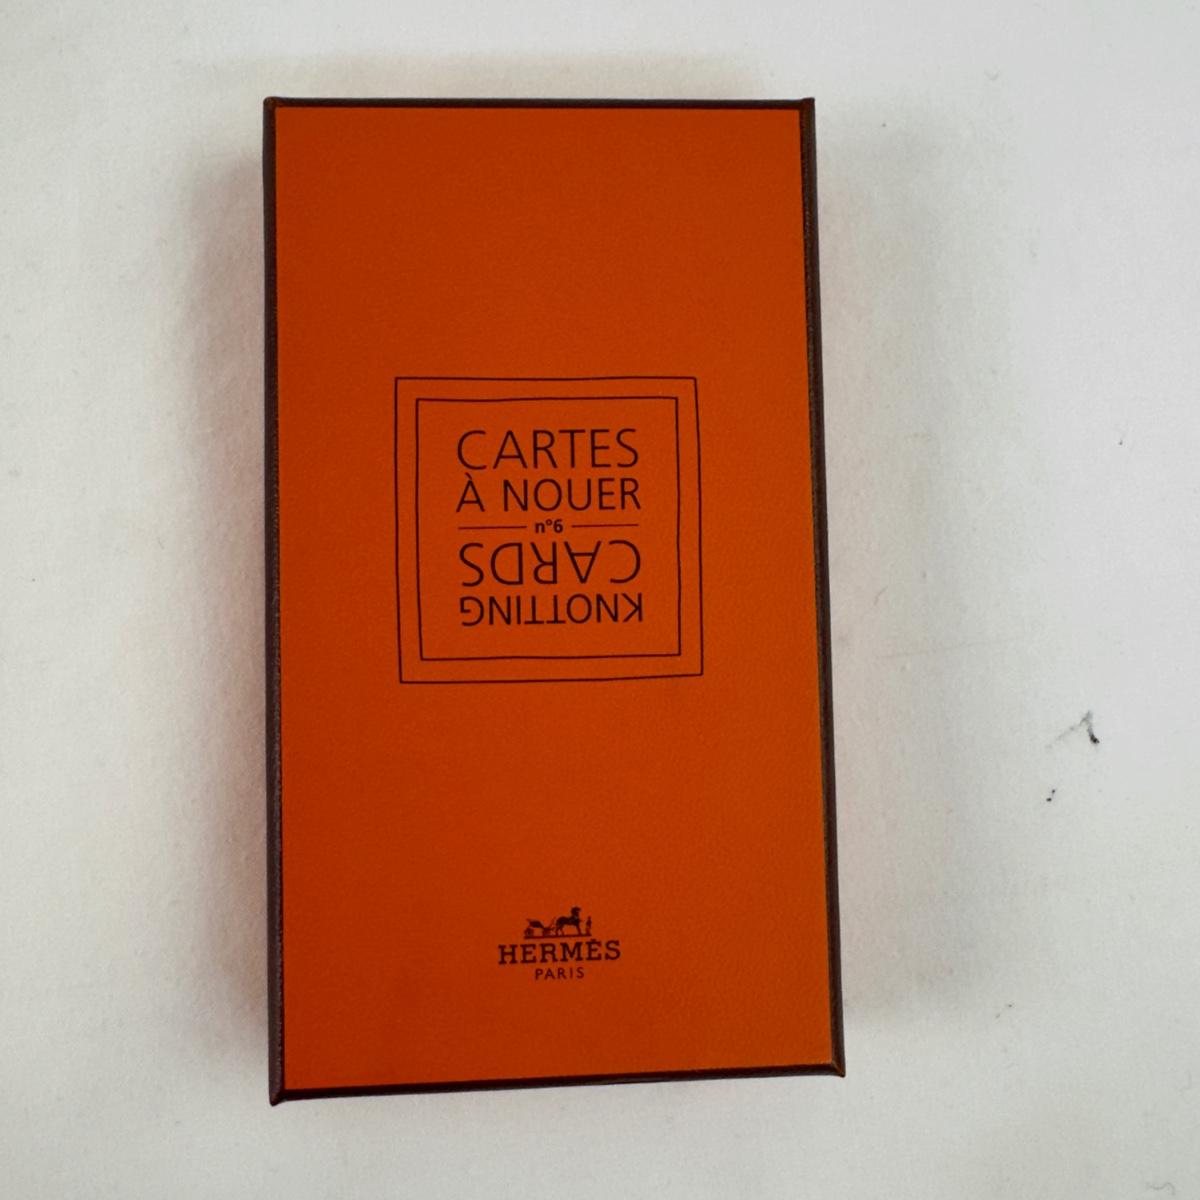 CARTES
À NOUER
n°6
KNOTTING
CARDS
HERMÈS
PARIS